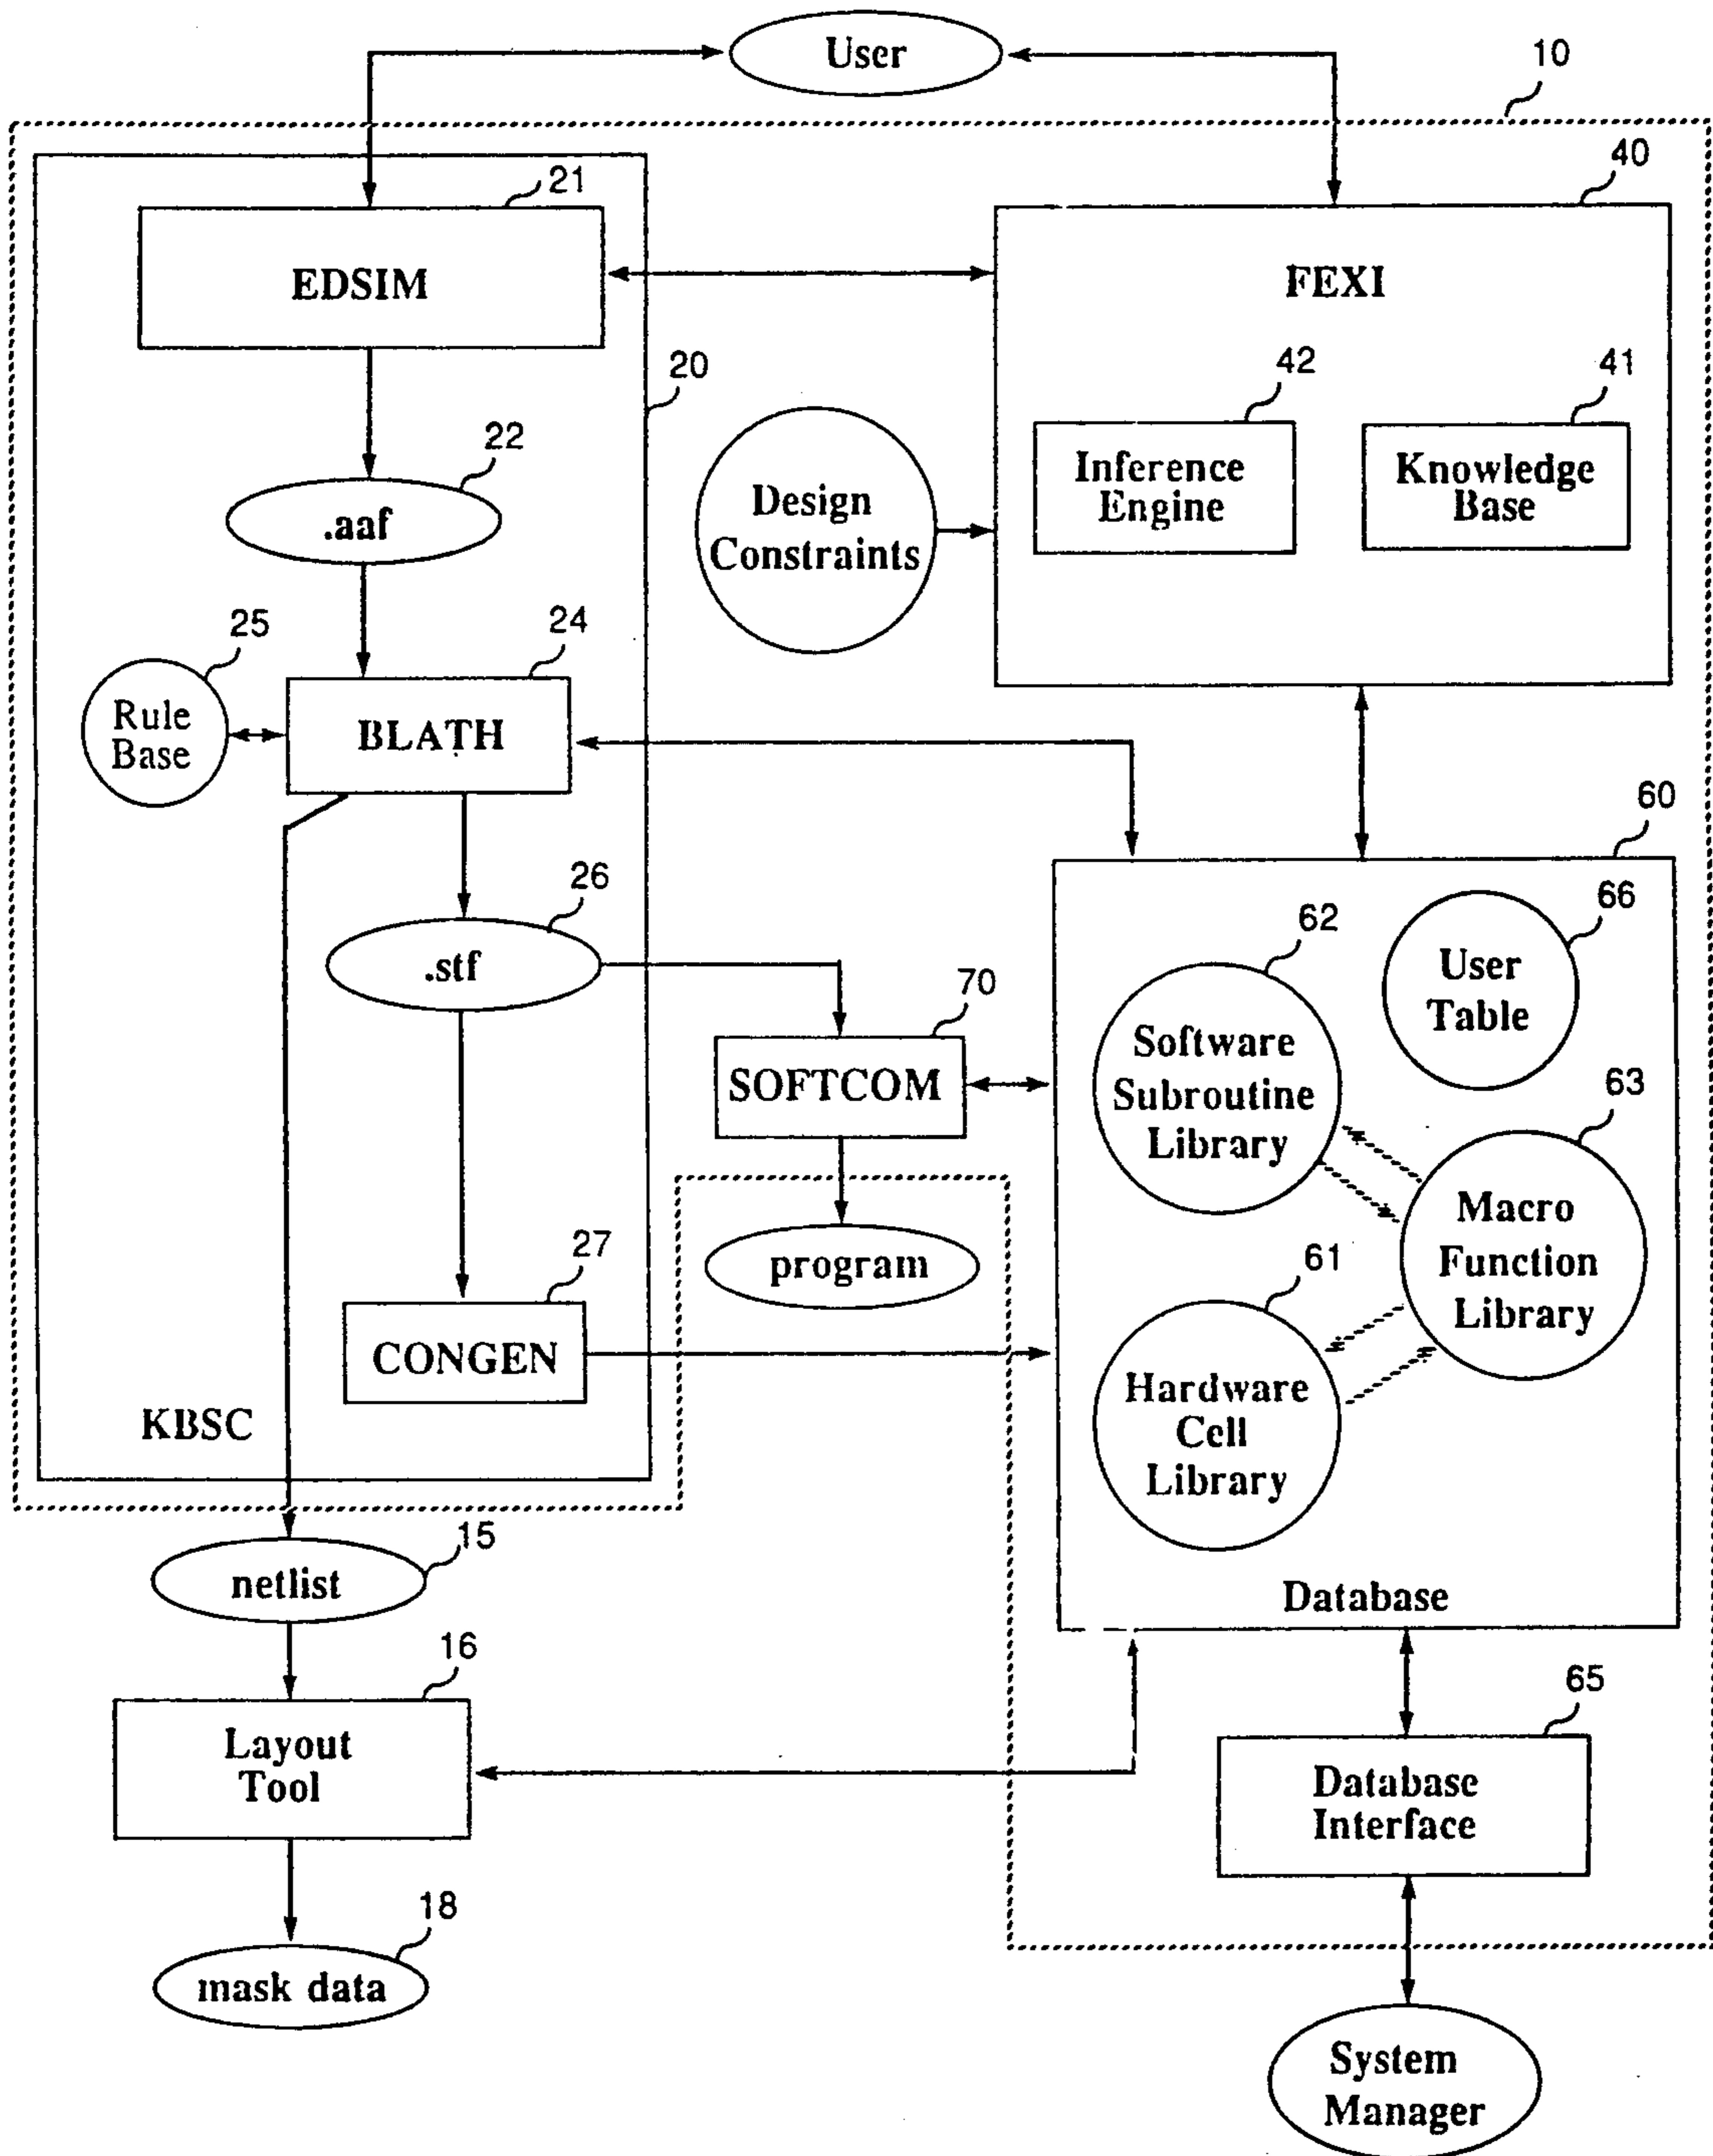 User
10
40
21
EDSIM
FEXI
20
42
41
22
Inference
Engine
Knowledge
Base
Design
Constraints
.aaf
25
24
Rule
Base
BLATH
60
26
66
62
.stf
User
Table
70
Software
Subroutine
Library
SOFTCOM
63
Macro
Function
Library
27
program
61
CONGEN
Hardware
Cell
Library
KBSC
15
netlist
Database
16
65
Layout
Tool
Database
Interface
18
mask data
System
Manager